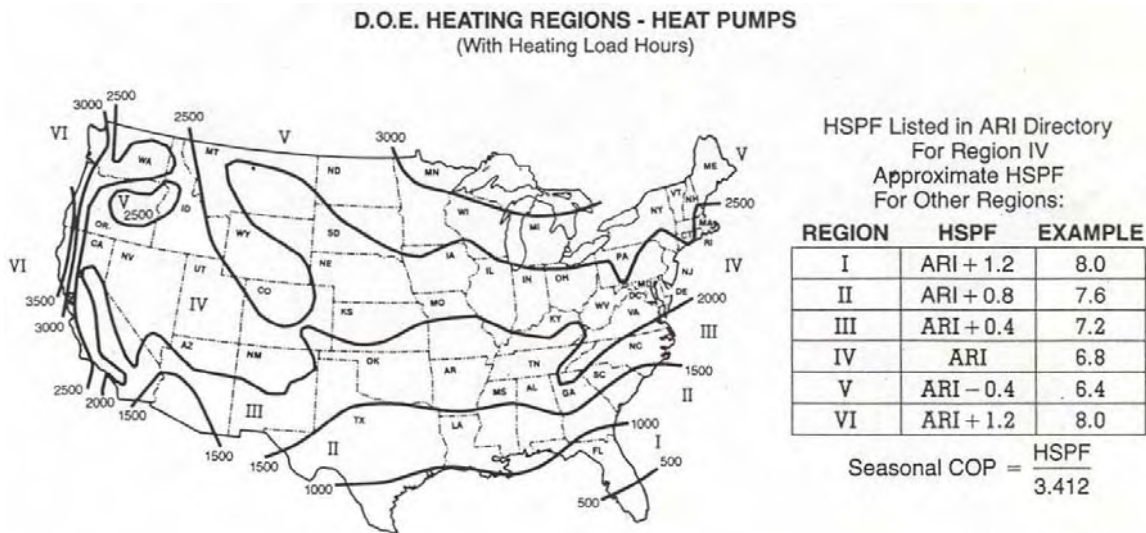 D.O.E. HEATING REGIONS - HEAT PUMPS
(With Heating Load Hours)
3000
2500
VI
WA
V
2500
OR.
ID
2500
MT
V
ND
3000
MN
WI
MI
ME
V
VT
NH
NY
MA
CT
RI
2500
CA
NV
UT
WY
SD
NE
IA
IL
IN
OH
PA
NJ
IV
VI
3500
3000
IV
CO
KS
MO
KY
WV
MD
DC
DE
VA
2000
III
AZ
NM
OK
AR
TN
NC
SC
1500
2500
2000
1500
III
MS
AL
GA
II
1500
1500
TX
II
LA
1000
I
FL
500
1000
500
HSPF Listed in ARI Directory
For Region IV
Approximate HSPF
For Other Regions:
REGION HSPF EXAMPLE
I ARI + 1.2 8.0
II ARI + 0.8 7.6
III ARI + 0.4 7.2
IV ARI 6.8
V ARI − 0.4 6.4
VI ARI + 1.2 8.0
Seasonal COP = HSPF
3.412